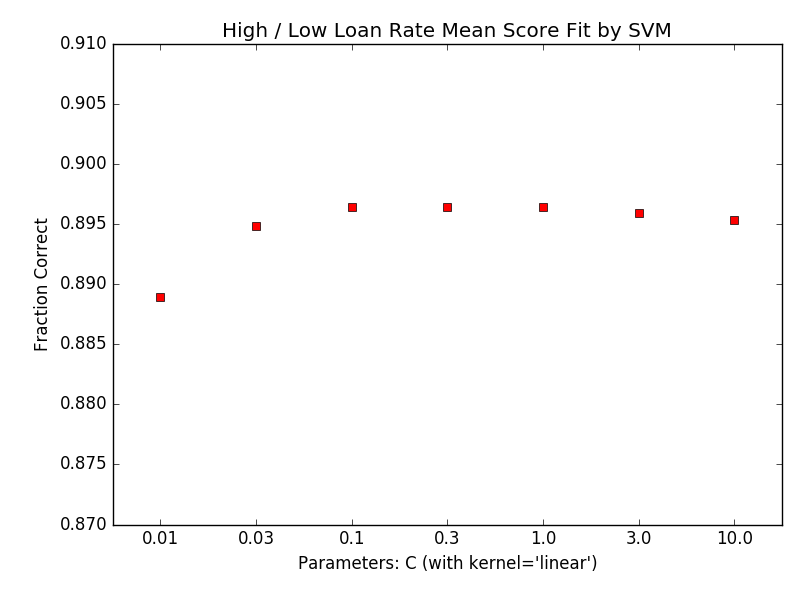 High / Low Loan Rate Mean Score Fit by SVM
0.910
0.905
0.900
0.895
0.890
0.885
0.880
0.875
0.870
Fraction Correct
0.01 0.03 0.1 0.3 1.0 3.0 10.0
Parameters: C (with kernel='linear')